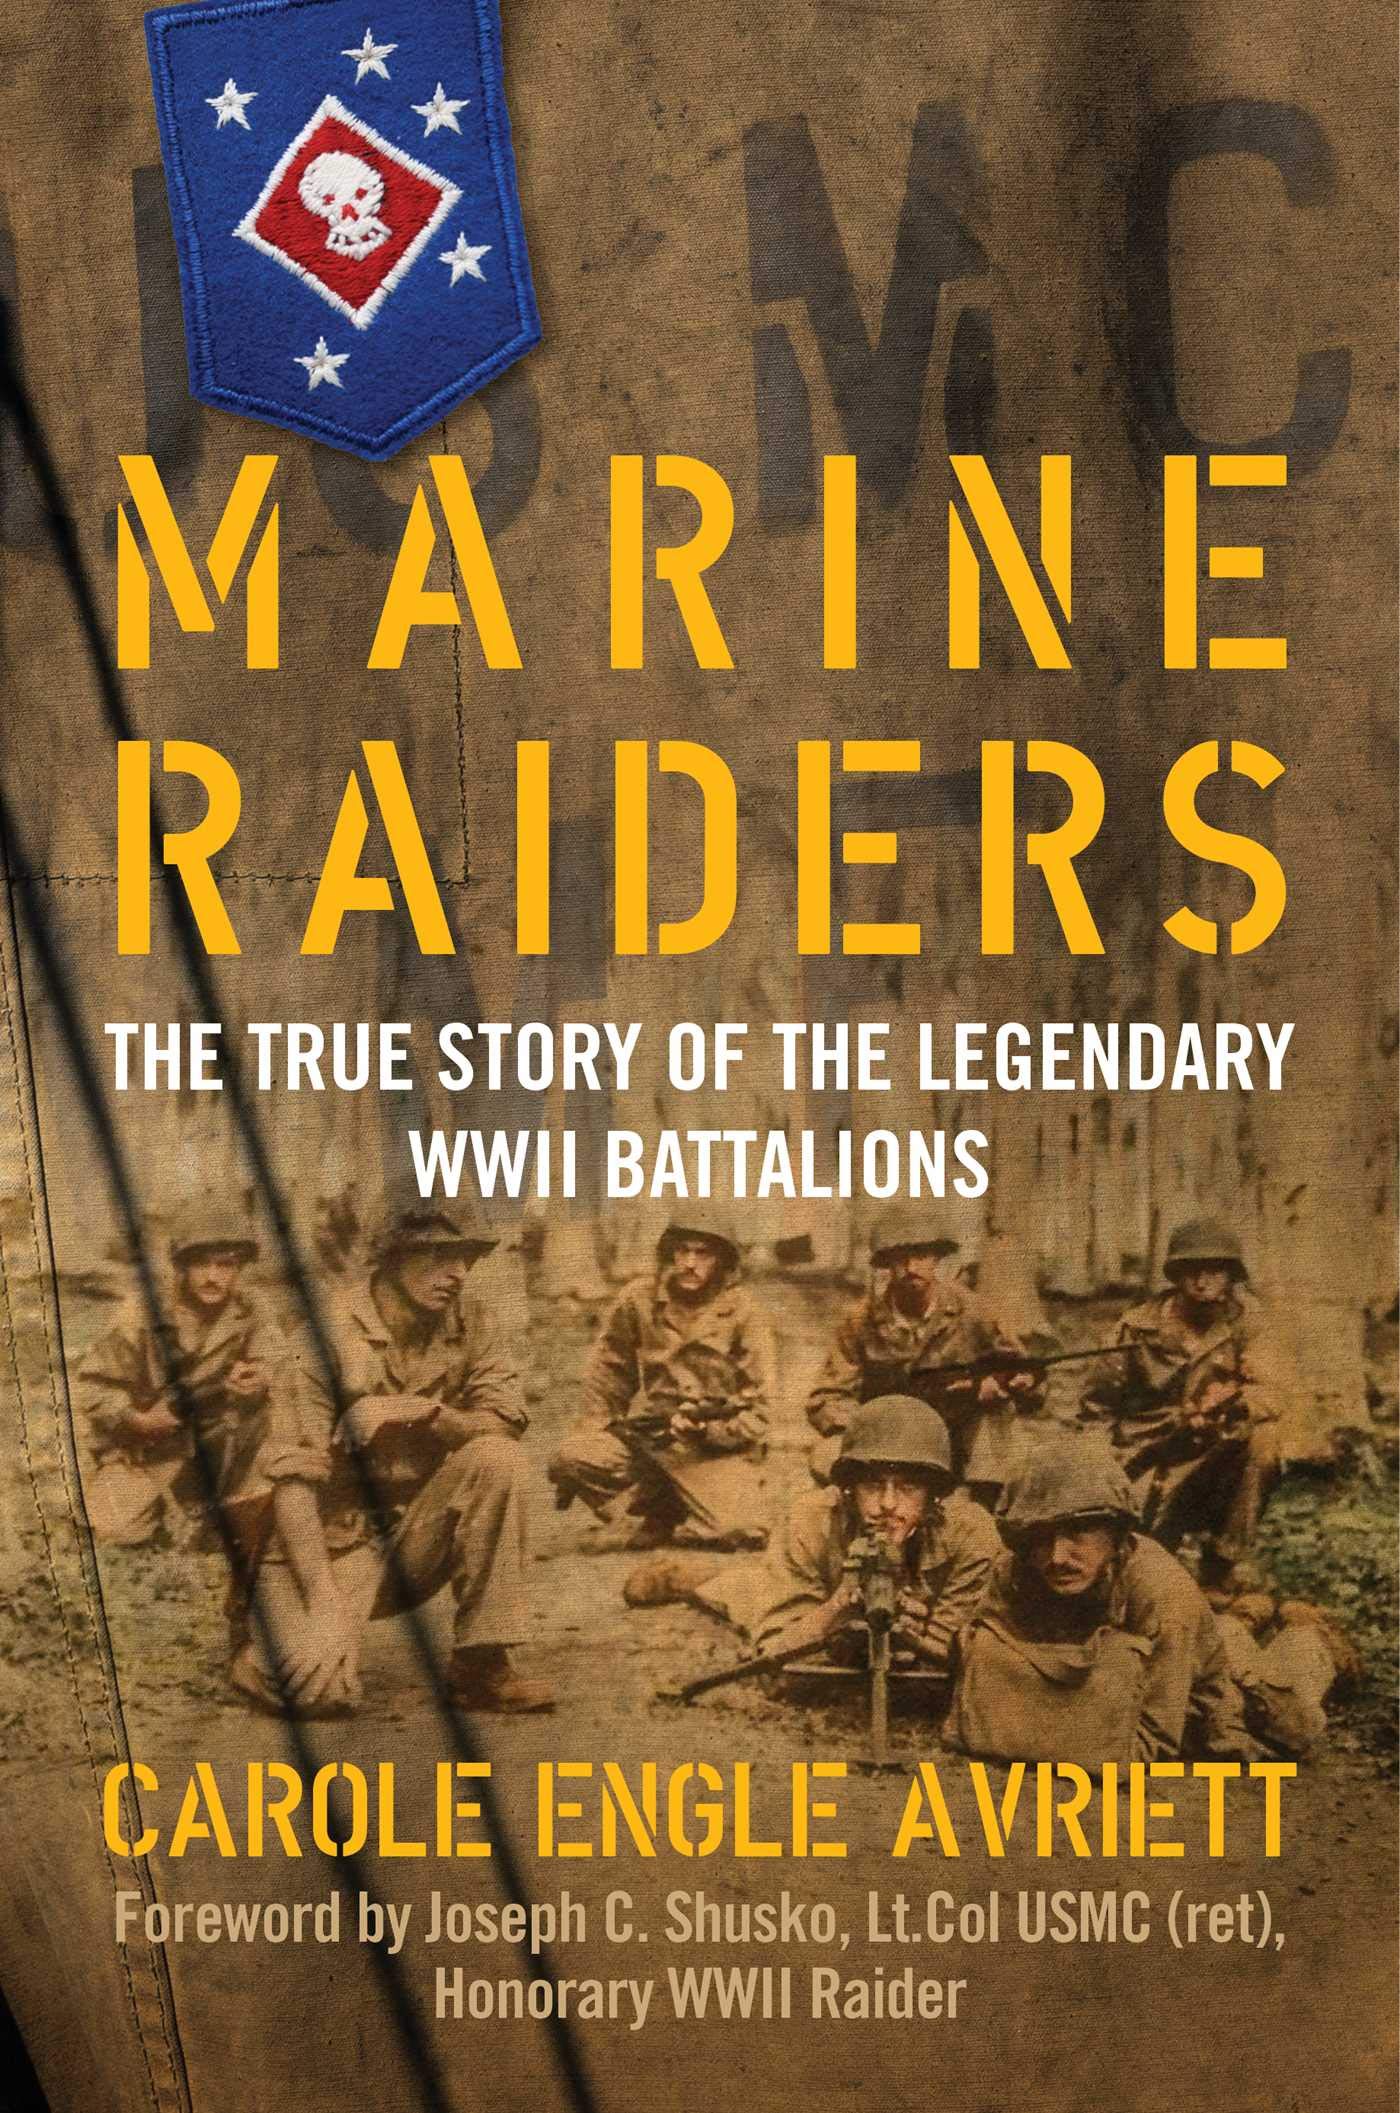 USMC
MARINE
RAIDERS
THE TRUE STORY OF THE LEGENDARY
WWII BATTALIONS
CAROLE ENGLE AVRIETT
Foreword by Joseph C. Shusko, Lt.Col USMC (ret),
Honorary WWII Raider